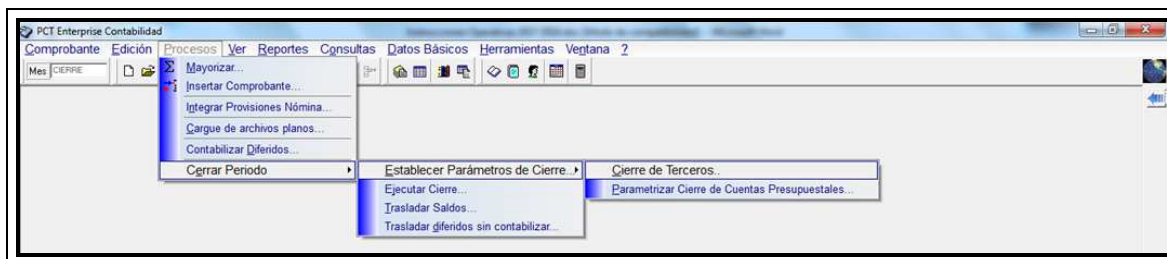 PCT Enterprise Contabilidad
Comprobante Edición Procesos Ver Reportes Consultas Datos Básicos Herramientas Ventana ?
Mes CIERRE
Mayorizar...
Insertar Comprobante...
Integrar Provisiones Nómina...
Cargue de archivos planos...
Contabilizar Diferidos...
Cerrar Periodo
Establecer Parámetros de Cierre...
Ejecutar Cierre...
Trasladar Saldos...
Trasladar diferidos sin contabilizar...
Cierre de Terceros..
Parametrizar Cierre de Cuentas Presupuestales...